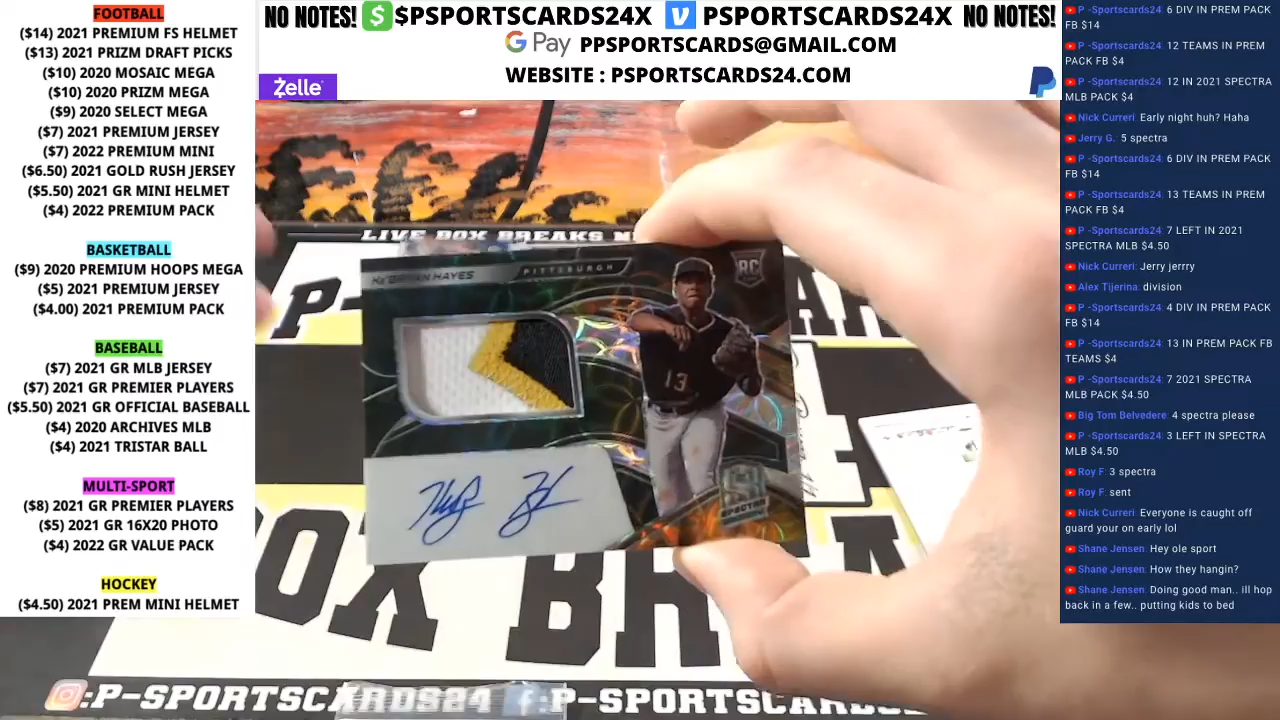 FOOTBALL
($14) 2021 PREMIUM FS HELMET
($13) 2021 PRIZM DRAFT PICKS
($10) 2020 MOSAIC MEGA
($10) 2020 PRIZM MEGA
($9) 2020 SELECT MEGA
($7) 2021 PREMIUM JERSEY
($7) 2022 PREMIUM MINI
($6.50) 2021 GOLD RUSH JERSEY
($5.50) 2021 GR MINI HELMET
($4) 2022 PREMIUM PACK
BASKETBALL
($9) 2020 PREMIUM HOOPS MEGA
($5) 2021 PREMIUM JERSEY
($4.00) 2021 PREMIUM PACK
BASEBALL
($7) 2021 GR MLB JERSEY
($7) 2021 GR PREMIER PLAYERS
($5.50) 2021 GR OFFICIAL BASEBALL
($4) 2020 ARCHIVES MLB
($4) 2021 TRISTAR BALL
MULTI-SPORT
($8) 2021 GR PREMIER PLAYERS
($5) 2021 GR 16X20 PHOTO
($4) 2022 GR VALUE PACK
HOCKEY
($4.50) 2021 PREM MINI HELMET
NO NOTES! $ $PSPORTSCARDS24X V PSPORTSCARDS24X NO NOTES!
G Pay PPSPORTSCARDS@GMAIL.COM
Zelle WEBSITE : PSPORTSCARDS24.COM
LIVE BOX BREAKS
KE'BRYAN HAYES PITTSBURGH RC
13
SPECTRA
P-
OX BREA
:P-SPORTSCARDS24 f:P-SPORTSCARDS24
P -Sportscards24: 6 DIV IN PREM PACK
FB $14
P -Sportscards24: 12 TEAMS IN PREM
PACK FB $4
P -Sportscards24: 12 IN 2021 SPECTRA
MLB PACK $4
Nick Curreri: Early night huh? Haha
Jerry G.: 5 spectra
P -Sportscards24: 6 DIV IN PREM PACK
FB $14
P -Sportscards24: 13 TEAMS IN PREM
PACK FB $4
P -Sportscards24: 7 LEFT IN 2021
SPECTRA MLB $4.50
Nick Curreri: Jerry jerrry
Alex Tijerina: division
P -Sportscards24: 4 DIV IN PREM PACK
FB $14
P -Sportscards24: 13 IN PREM PACK FB
TEAMS $4
P -Sportscards24: 7 2021 SPECTRA
MLB PACK $4.50
Big Tom Belvedere: 4 spectra please
P -Sportscards24: 3 LEFT IN SPECTRA
MLB $4.50
Roy F: 3 spectra
Roy F: sent
Nick Curreri: Everyone is caught off
guard your on early lol
Shane Jensen: Hey ole sport
Shane Jensen: How they hangin?
Shane Jensen: Doing good man.. ill hop
back in a few.. putting kids to bed